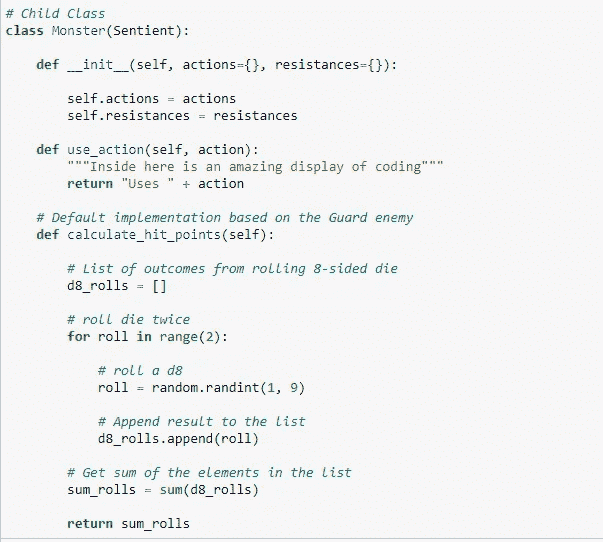 # Child Class
class Monster(Sentient):
def __init__(self, actions={}, resistances={}):
self.actions = actions
self.resistances = resistances
def use_action(self, action):
"""Inside here is an amazing display of coding"""
return "Uses " + action
# Default implementation based on the Guard enemy
def calculate_hit_points(self):
# List of outcomes from rolling 8-sided die
d8_rolls = []
# roll die twice
for roll in range(2):
# roll a d8
roll = random.randint(1, 9)
# Append result to the list
d8_rolls.append(roll)
# Get sum of the elements in the list
sum_rolls = sum(d8_rolls)
return sum_rolls